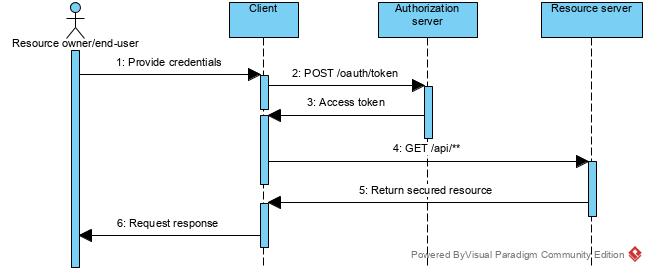 Client
Authorization
server
Resource server
Resource owner/end-user
1: Provide credentials
2: POST /oauth/token
3: Access token
4: GET /api/**
5: Return secured resource
6: Request response
Powered ByVisual Paradigm Community Edition